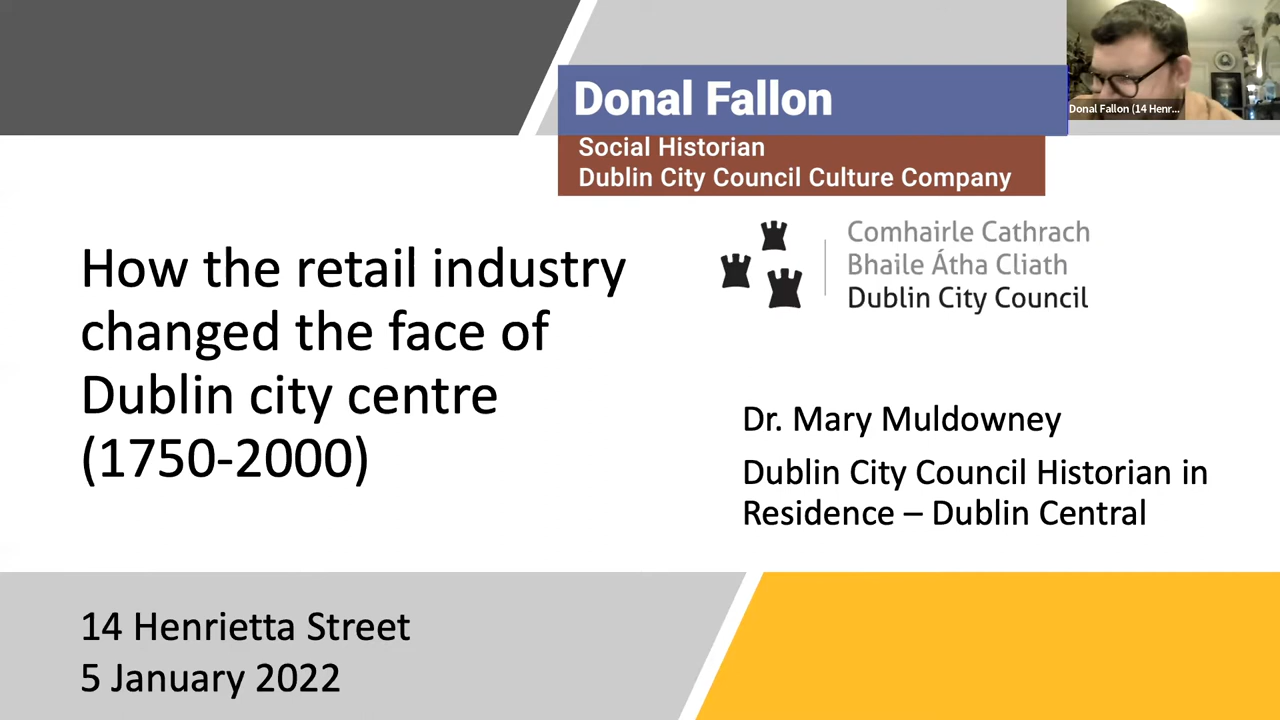 Donal Fallon
Donal Fallon (14 Henr...
Social Historian
Dublin City Council Culture Company
Comhairle Cathrach
Bhaile Átha Cliath
Dublin City Council
How the retail industry
changed the face of
Dublin city centre
(1750-2000)
Dr. Mary Muldowney
Dublin City Council Historian in
Residence – Dublin Central
14 Henrietta Street
5 January 2022